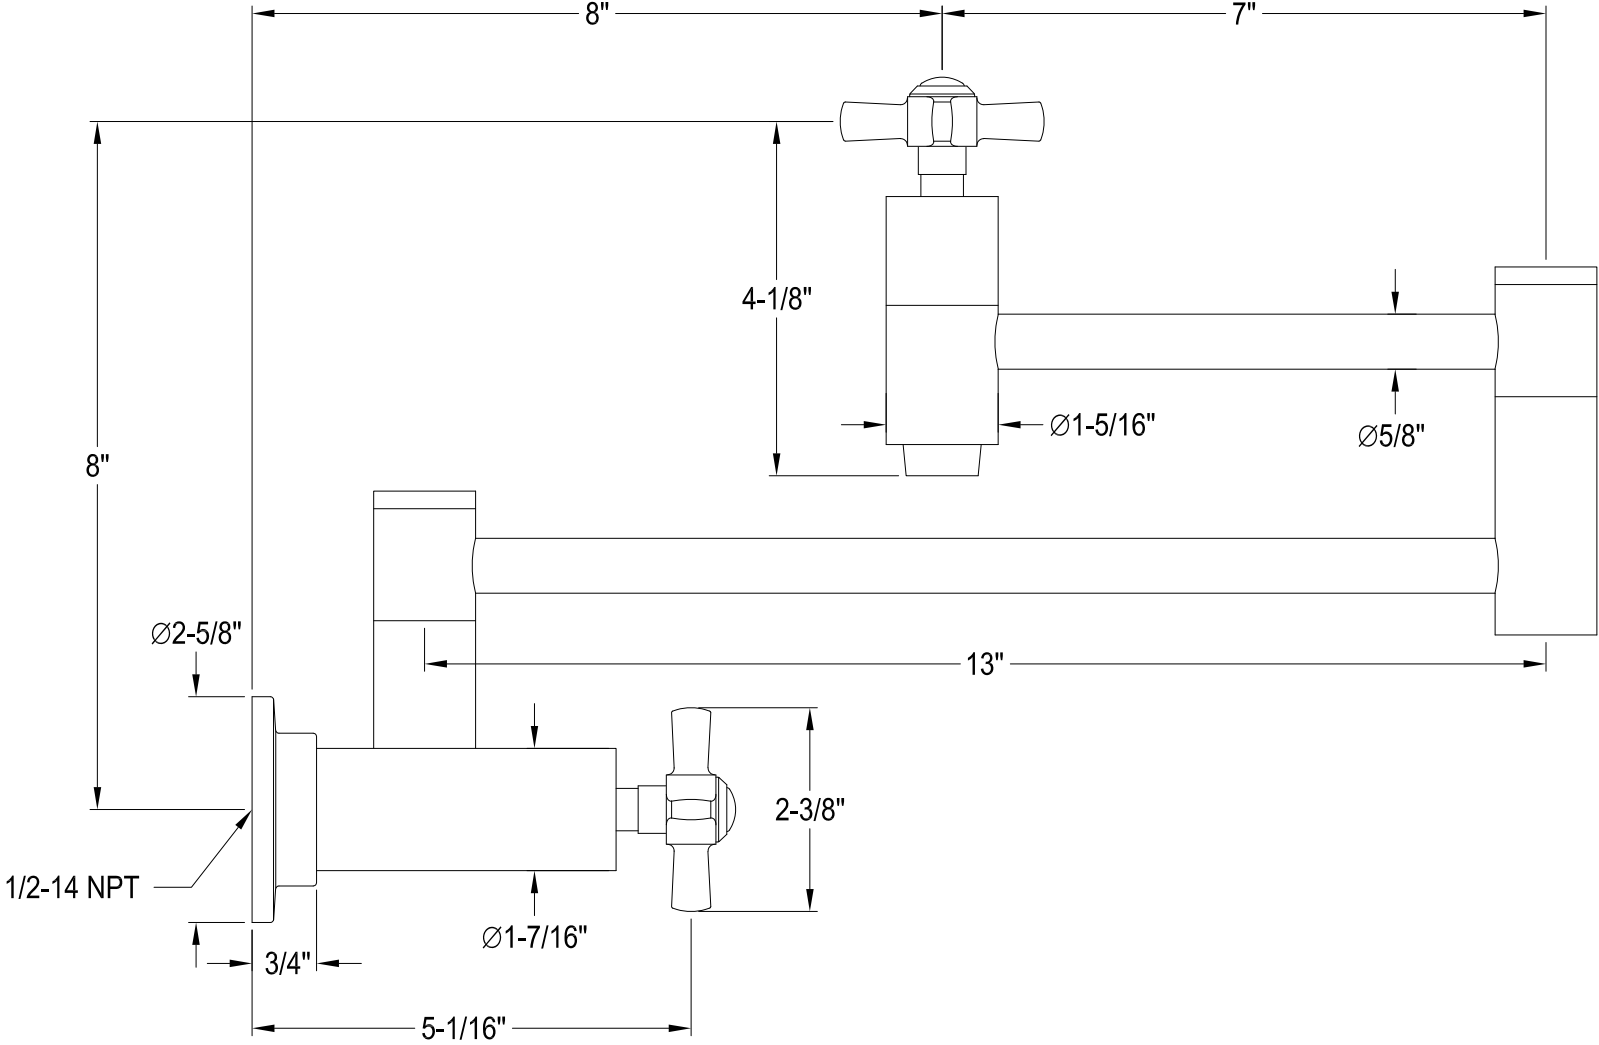 8"
7"
4-1/8"
Ø1-5/16"
Ø5/8"
8"
Ø2-5/8"
13"
2-3/8"
1/2-14 NPT
Ø1-7/16"
3/4"
5-1/16"